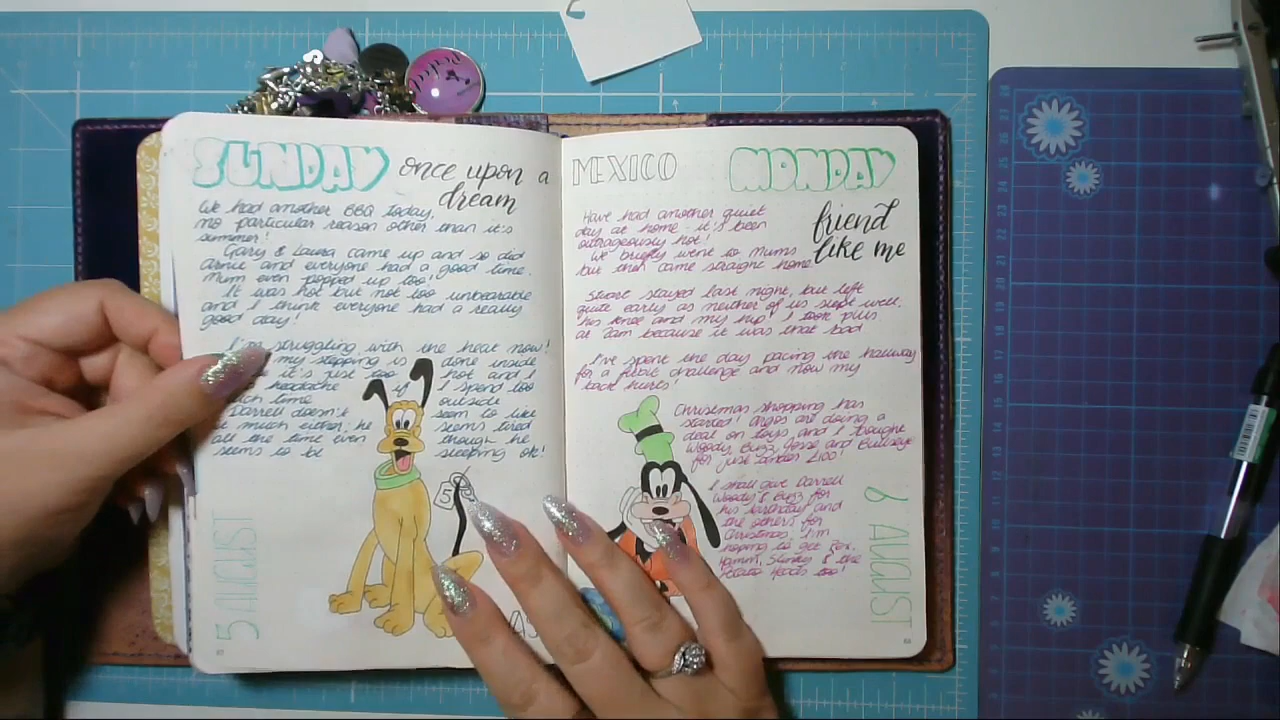 SUNDAY
once upon a
dream
We had another BBQ today,
no particular reason other than it's
summer!
Gary & Laura came up and so did
Arnie and everyone had a good time.
Mum even popped up too!
It was hot but not too unbearable
and I think everyone had a really
good day!
I'm struggling with the heat now!
my stepping is done inside
it's just too hot and I
headache if I spend too
much time outside
Darrell doesn't seem to like
it much either, he seems tired
all the time even though he
seems to be sleeping ok!
5 AUGUST
MEXICO
MONDAY
friend
like me
Have had another quiet
day at home - it's been
outrageously hot!
We briefly went to Mums
but then came straight home.
Stuart stayed last night, but left
quite early as neither of us slept well.
his knee and my hip! I took pills
at 2am because it was that bad
I've spent the day pacing the hallway
for a fitbit challenge and now my
back hurts!
Christmas shopping has
started! Argos are doing a
deal on toys and I bought
Woody, Buzz, Jesse and Bullseye
for just under £100!
I shall give Darrell
Woody & Buzz for
his birthday and
the others for
Christmas. I'm
hoping to get Rex,
Hamm, Slinky & the
Potato Heads too!
6 AUGUST